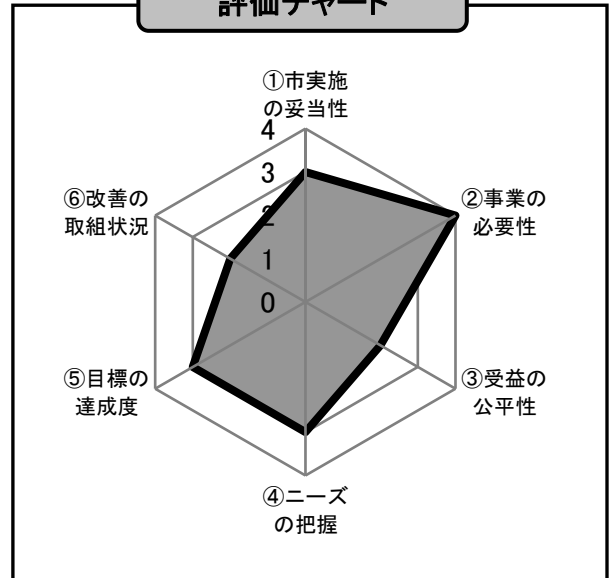 評価チャート
①市実施
の妥当性
4
3
2
1
0
②事業の
必要性
③受益の
公平性
④ニーズ
の把握
⑤目標の
達成度
⑥改善の
取組状況